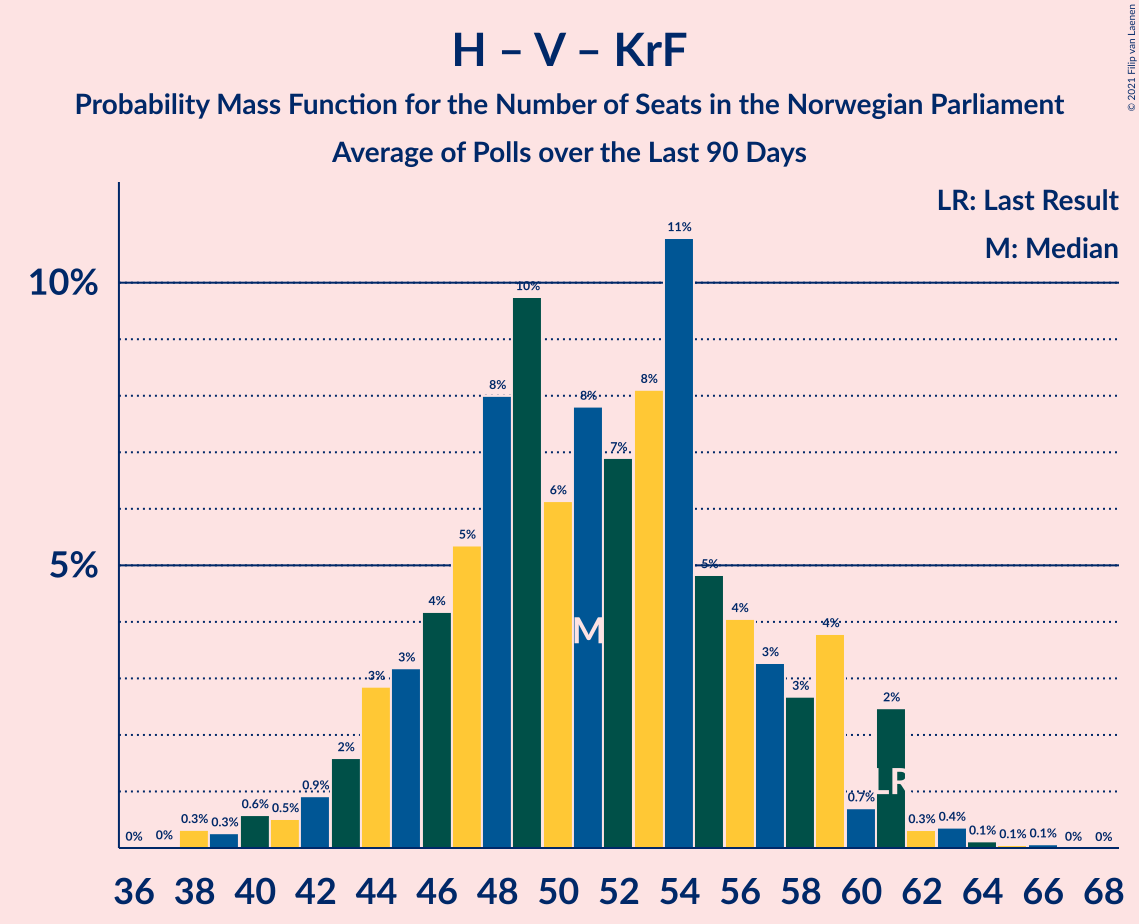 H – V – KrF
Probability Mass Function for the Number of Seats in the Norwegian Parliament
Average of Polls over the Last 90 Days
© 2021 Filip van Laenen
LR: Last Result
M: Median
10%
5%
0% 0% 0.3% 0.3% 0.6% 0.5% 0.9% 2% 3% 3% 4% 5% 8% 10% 6% 8% 7% 8% 11% 5% 4% 3% 3% 4% 0.7% 2% 0.3% 0.4% 0.1% 0.1% 0.1% 0% 0%
M
LR
36 38 40 42 44 46 48 50 52 54 56 58 60 62 64 66 68